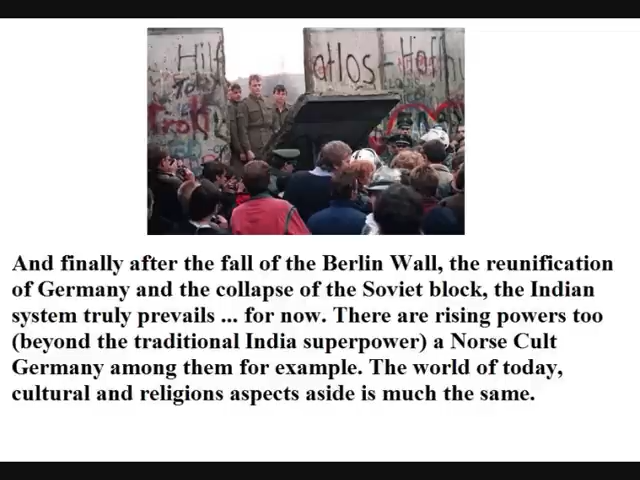 Hilf
atlos - Hoffn
Trotz
And finally after the fall of the Berlin Wall, the reunification
of Germany and the collapse of the Soviet block, the Indian
system truly prevails ... for now. There are rising powers too
(beyond the traditional India superpower) a Norse Cult
Germany among them for example. The world of today,
cultural and religions aspects aside is much the same.